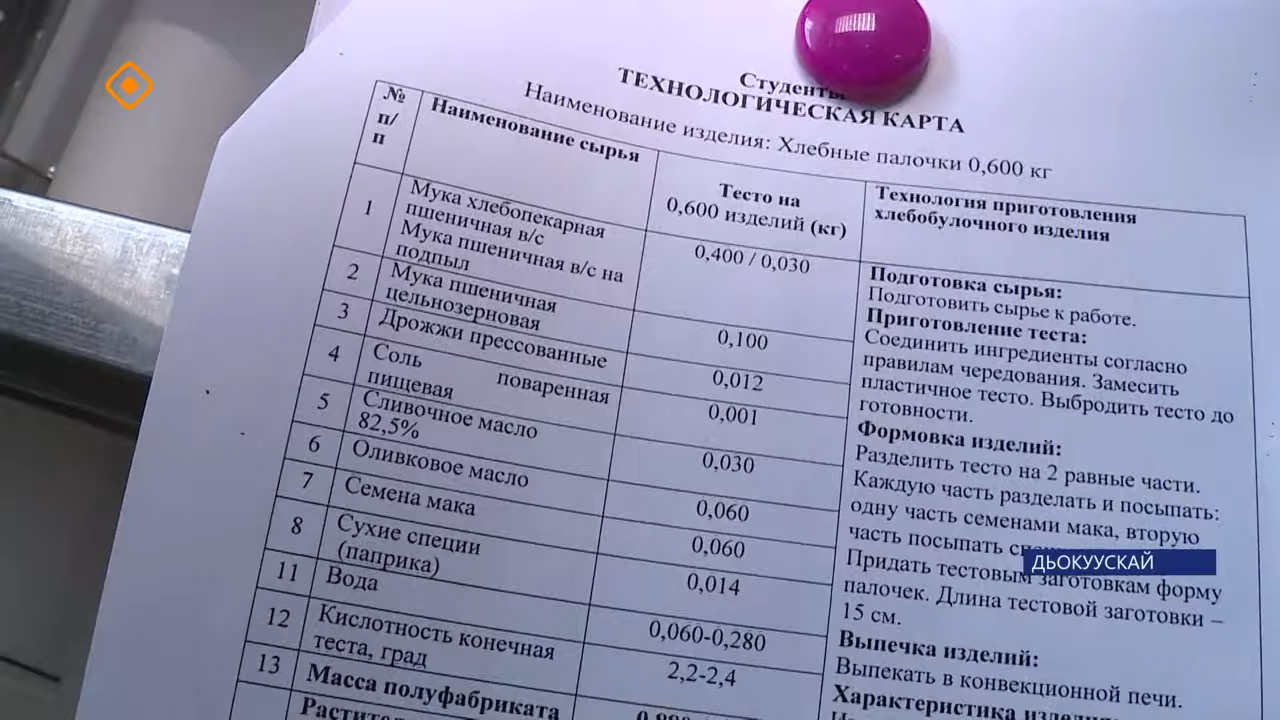 Студенты
ТЕХНОЛОГИЧЕСКАЯ КАРТА
Наименование изделия: Хлебные палочки 0,600 кг
№
п/
п
Наименование сырья
Тесто на
0,600 изделий (кг)
Технология приготовления
хлебобулочного изделия
1
Мука хлебопекарная
пшеничная в/с
Мука пшеничная в/с на
подпыл
0,400 / 0,030
2
Мука пшеничная
цельнозерновая
0,100
3
Дрожжи прессованные
0,012
4
Соль поваренная
пищевая
0,001
5
Сливочное масло
82,5%
0,030
6
Оливковое масло
0,060
7
Семена мака
0,060
8
Сухие специи
(паприка)
0,014
11
Вода
0,060-0,280
12
Кислотность конечная
теста, град
2,2-2,4
13
Масса полуфабриката
Подготовка сырья:
Подготовить сырье к работе.
Приготовление теста:
Соединить ингредиенты согласно
правилам чередования. Замесить
пластичное тесто. Выбродить тесто до
готовности.
Формовка изделий:
Разделить тесто на 2 равные части.
Каждую часть разделать и посыпать:
одну часть семенами мака, вторую
часть посыпать
Придать тестовым заготовкам форму
палочек. Длина тестовой заготовки –
15 см.
Выпечка изделий:
Выпекать в конвекционной печи.
Характеристика
ДЬОКУУСКАЙ